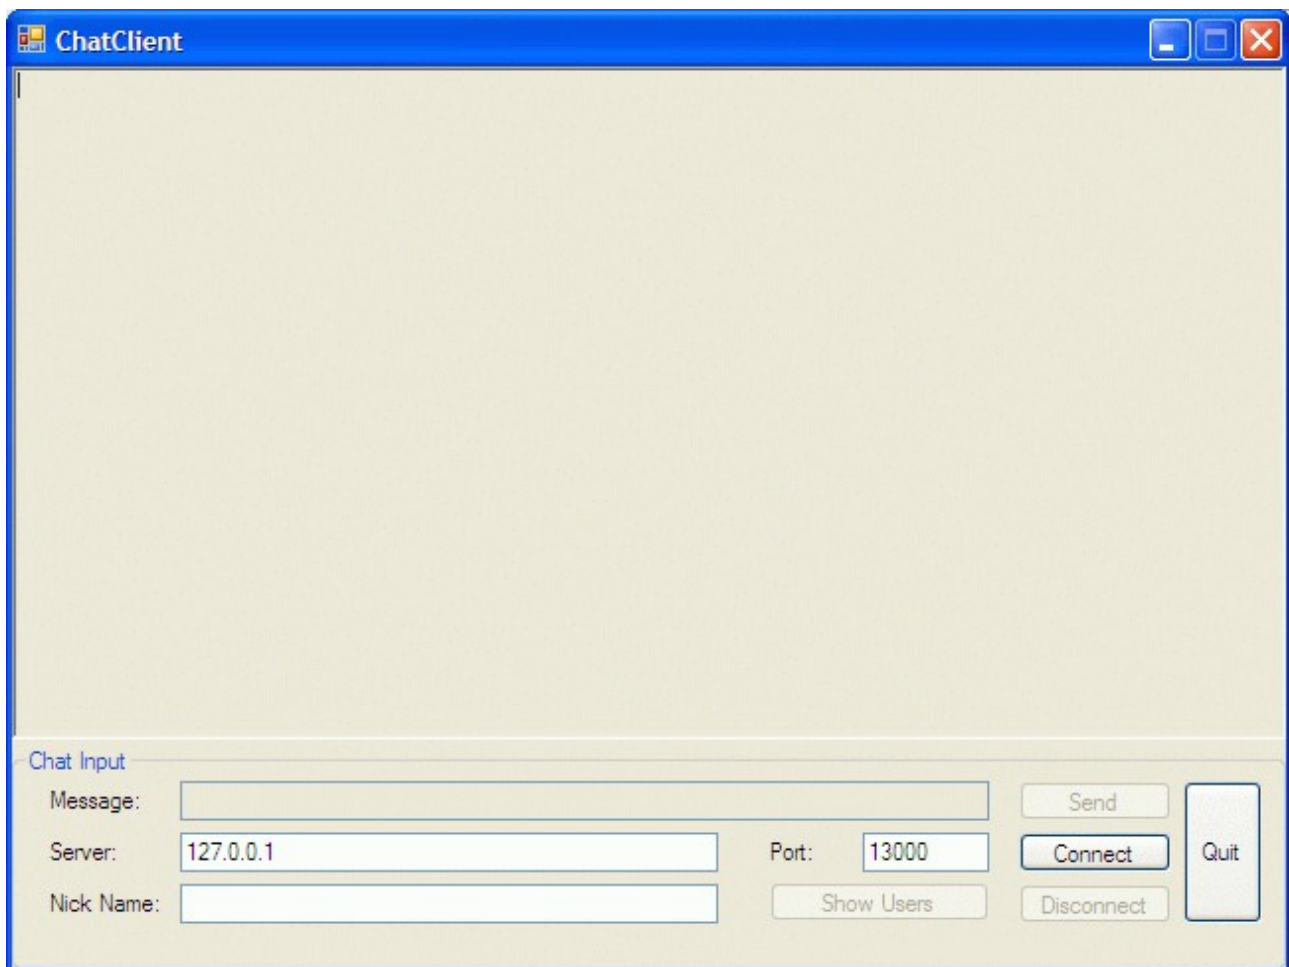 ChatClient
Chat Input
Message: Send
Server: 127.0.0.1 Port: 13000 Connect Quit
Nick Name: Show Users Disconnect